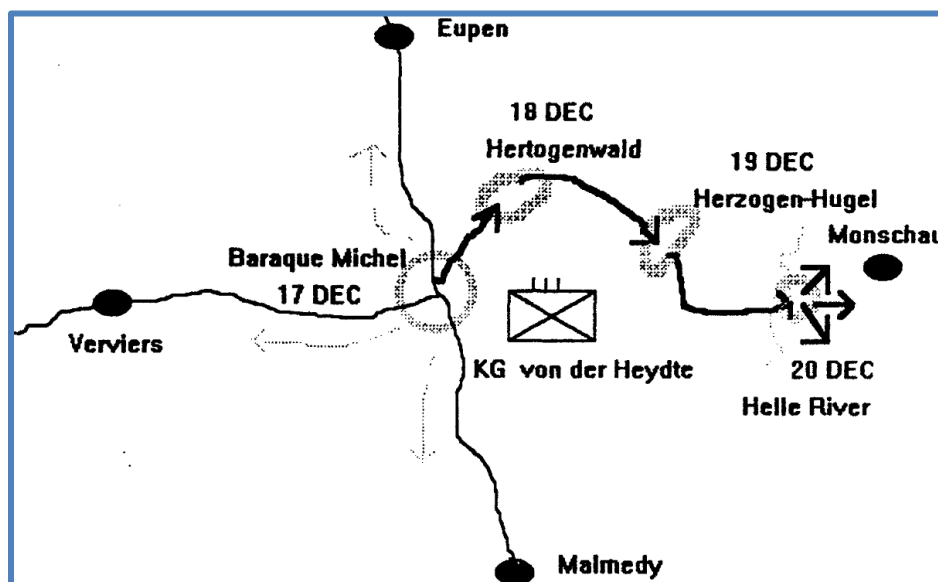 Eupen
18 DEC
Hertogenwald
19 DEC
Herzogen-Hugel
Monschau
Baraque Michel
17 DEC
Verviers
KG von der Heydte
20 DEC
Helle River
Malmedy